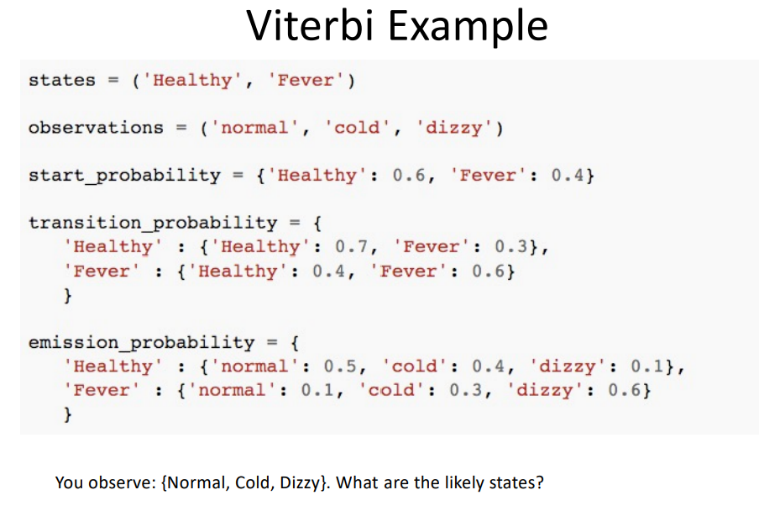 Viterbi Example
states = ('Healthy', 'Fever')
observations = ('normal', 'cold', 'dizzy')
start_probability = {'Healthy': 0.6, 'Fever': 0.4}
transition_probability = {
'Healthy' : {'Healthy': 0.7, 'Fever': 0.3},
'Fever' : {'Healthy': 0.4, 'Fever': 0.6}
}
emission_probability = {
'Healthy' : {'normal': 0.5, 'cold': 0.4, 'dizzy': 0.1},
'Fever' : {'normal': 0.1, 'cold': 0.3, 'dizzy': 0.6}
}
You observe: {Normal, Cold, Dizzy}. What are the likely states?